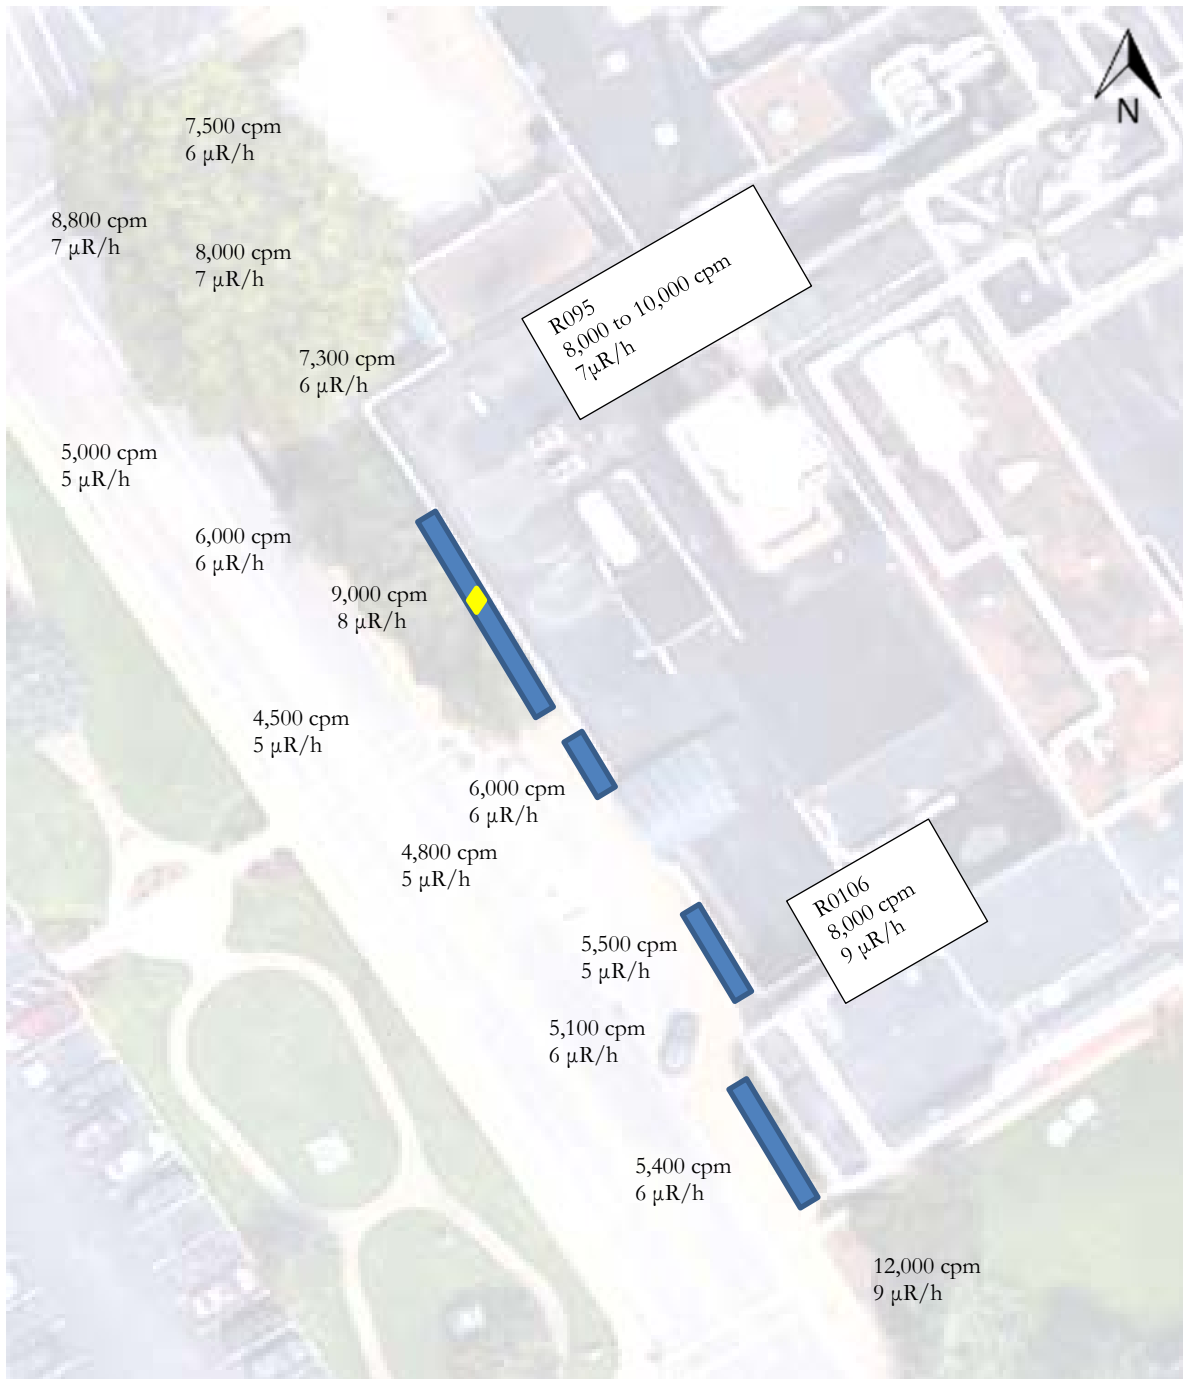 N
7,500 cpm
6 µR/h
8,800 cpm
7 µR/h
8,000 cpm
7 µR/h
R095
8,000 to 10,000 cpm
7µR/h
7,300 cpm
6 µR/h
5,000 cpm
5 µR/h
6,000 cpm
6 µR/h
9,000 cpm
8 µR/h
4,500 cpm
5 µR/h
6,000 cpm
6 µR/h
4,800 cpm
5 µR/h
R0106
8,000 cpm
9 µR/h
5,500 cpm
5 µR/h
5,100 cpm
6 µR/h
5,400 cpm
6 µR/h
12,000 cpm
9 µR/h